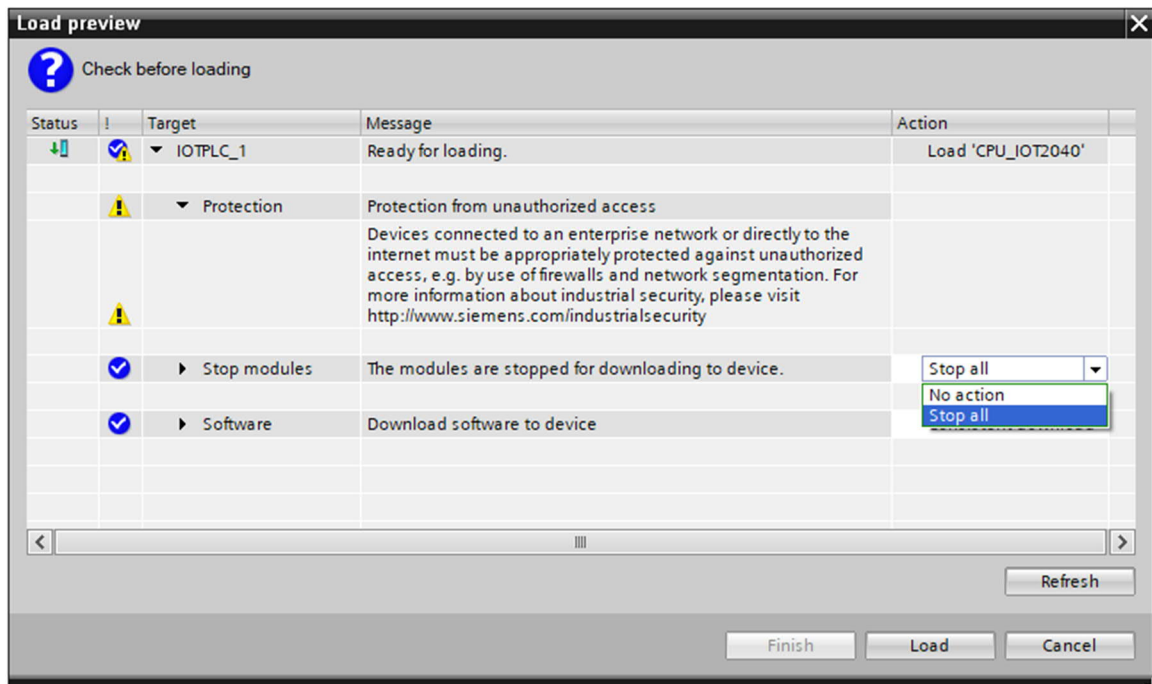 Load preview
Check before loading
Status ! Target Message Action
IOTPLC_1 Ready for loading. Load 'CPU_IOT2040'
Protection Protection from unauthorized access
Devices connected to an enterprise network or directly to the
internet must be appropriately protected against unauthorized
access, e.g. by use of firewalls and network segmentation. For
more information about industrial security, please visit
http://www.siemens.com/industrialsecurity
Stop modules The modules are stopped for downloading to device. Stop all
No action
Stop all
Software Download software to device
Refresh
Finish Load Cancel